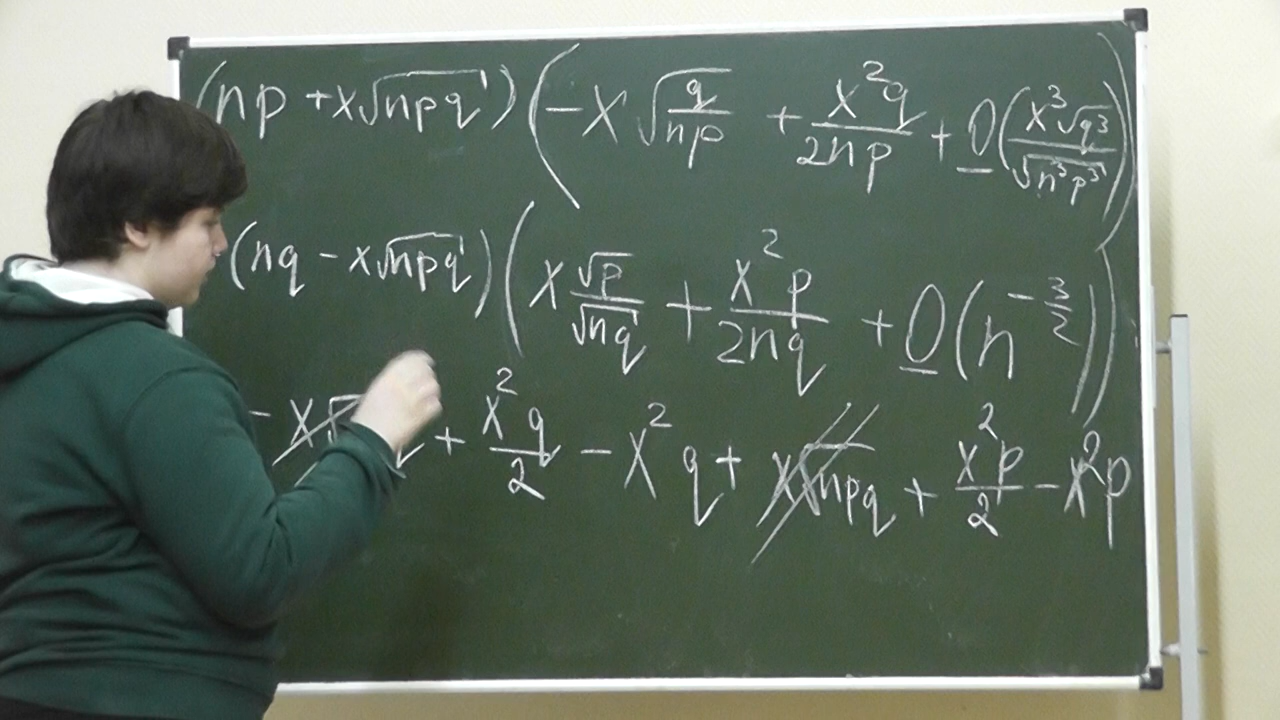 (np + x√npq) (-x √q/np + x²q/2np + O(x³√q³/√n³p³))
(nq - x√npq) (x √p/√nq + x²p/2nq + O(n^-3/2))
- x√ + x²q/2 - x²q + x√npq + x²p/2 - x²p